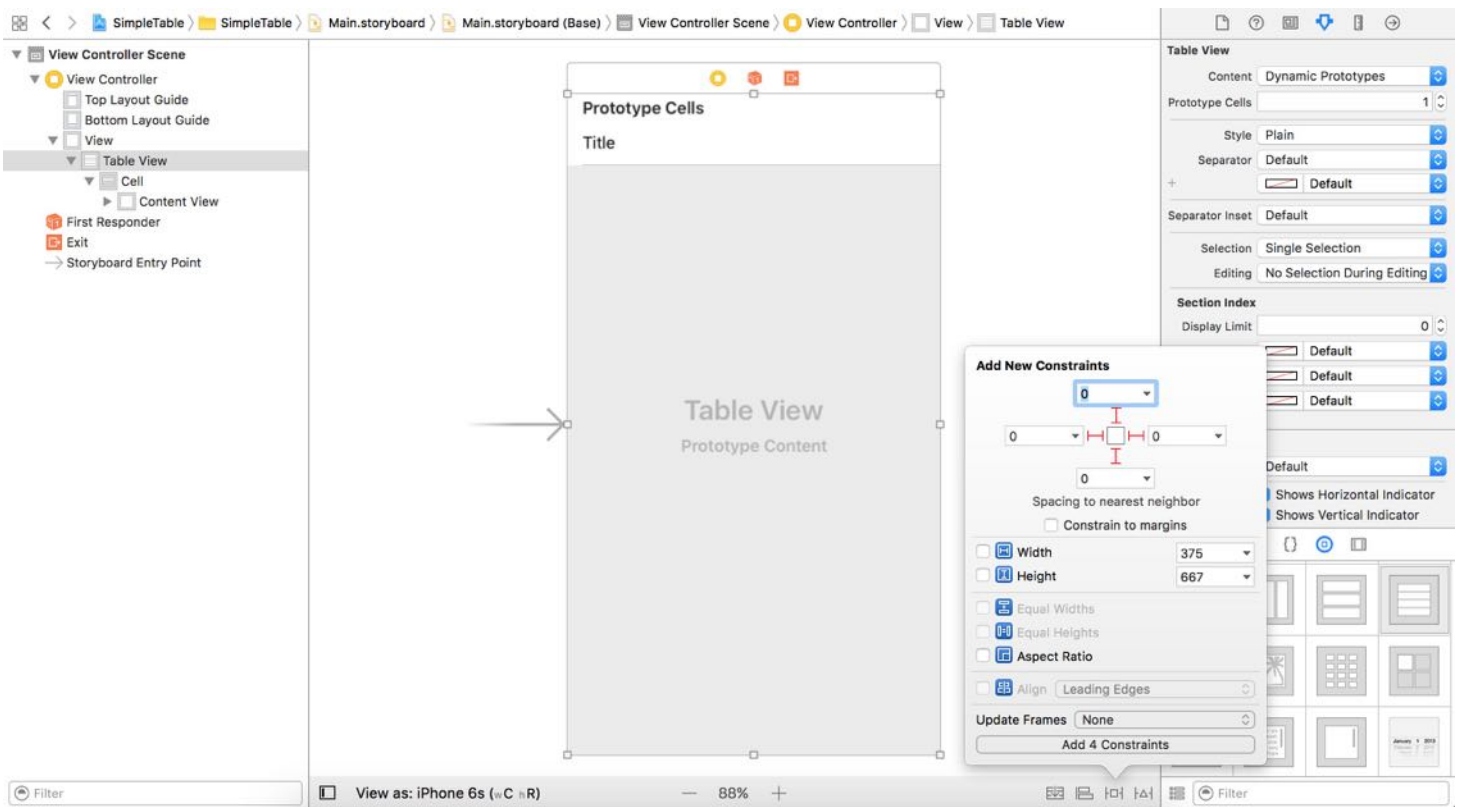 SimpleTable SimpleTable Main.storyboard Main.storyboard (Base) View Controller Scene View Controller View Table View
View Controller Scene
View Controller
Top Layout Guide
Bottom Layout Guide
View
Table View
Cell
Content View
First Responder
Exit
Storyboard Entry Point
Filter
Prototype Cells
Title
Table View
Prototype Content
View as: iPhone 6s (wC hR)
88%
Add New Constraints
0
0 0
0
Spacing to nearest neighbor
Constrain to margins
Width 375
Height 667
Equal Widths
Equal Heights
Aspect Ratio
Align Leading Edges
Update Frames None
Add 4 Constraints
Table View
Content Dynamic Prototypes
Prototype Cells 1
Style Plain
Separator Default
+ Default
Separator Inset Default
Selection Single Selection
Editing No Selection During Editing
Section Index
Display Limit 0
Default
Default
Default
Default
Shows Horizontal Indicator
Shows Vertical Indicator
{}
Filter